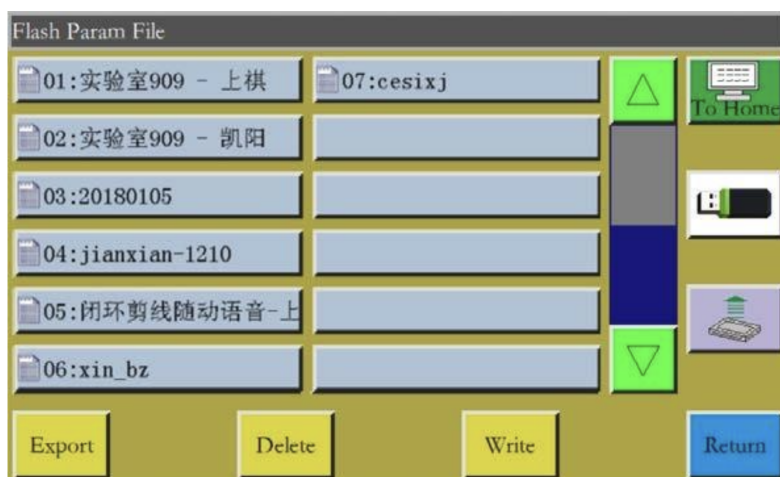 Flash Param File
01:实验室909 - 上祺
07:cesixj
To Home
02:实验室909 - 凯阳
03:20180105
04:jianxian-1210
05:闭环剪线随动语音-上
06:xin_bz
Export
Delete
Write
Return